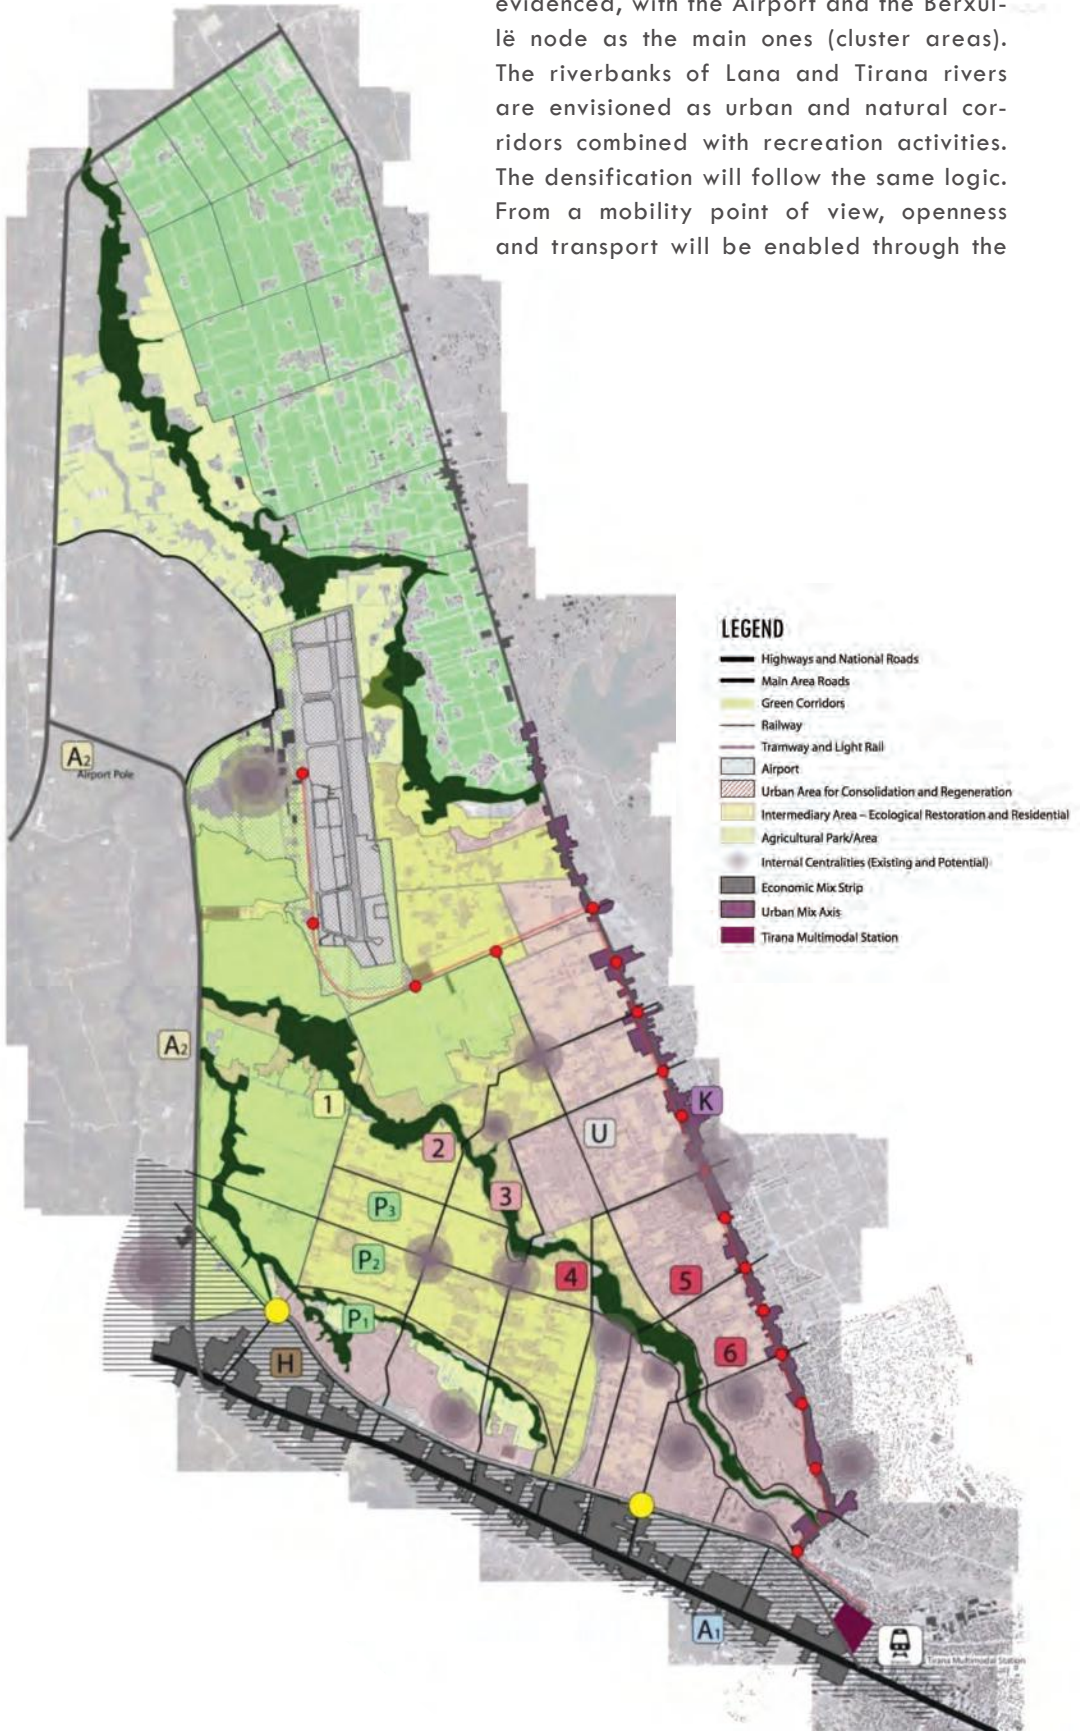 evidenced, with the Airport and the Bërxul-
lë node as the main ones (cluster areas).
The riverbanks of Lana and Tirana rivers
are envisioned as urban and natural cor-
ridors combined with recreation activities.
The densification will follow the same logic.
From a mobility point of view, openness
and transport will be enabled through the
LEGEND
Highways and National Roads
Main Area Roads
Green Corridors
Railway
Tramway and Light Rail
Airport
Urban Area for Consolidation and Regeneration
Intermediary Area – Ecological Restoration and Residential
Agricultural Park/Area
Internal Centralities (Existing and Potential)
Economic Mix Strip
Urban Mix Axis
Tirana Multimodal Station
A2
Airport Pole
A2
1
K
U
2
3
P3
P2
4
5
P1
6
H
A1
Tirana Multimodal Station